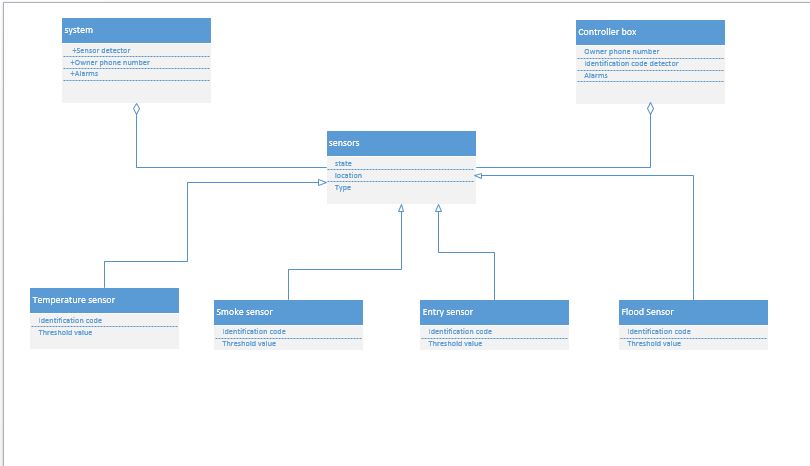 system
+Sensor detector
+Owner phone number
+Alarms
Controller box
Owner phone number
Identification code detector
Alarms
sensors
state
location
Type
Temperature sensor
Identification code
Threshold value
Smoke sensor
Identification code
Threshold value
Entry sensor
Identification code
Threshold value
Flood Sensor
Identification code
Threshold value